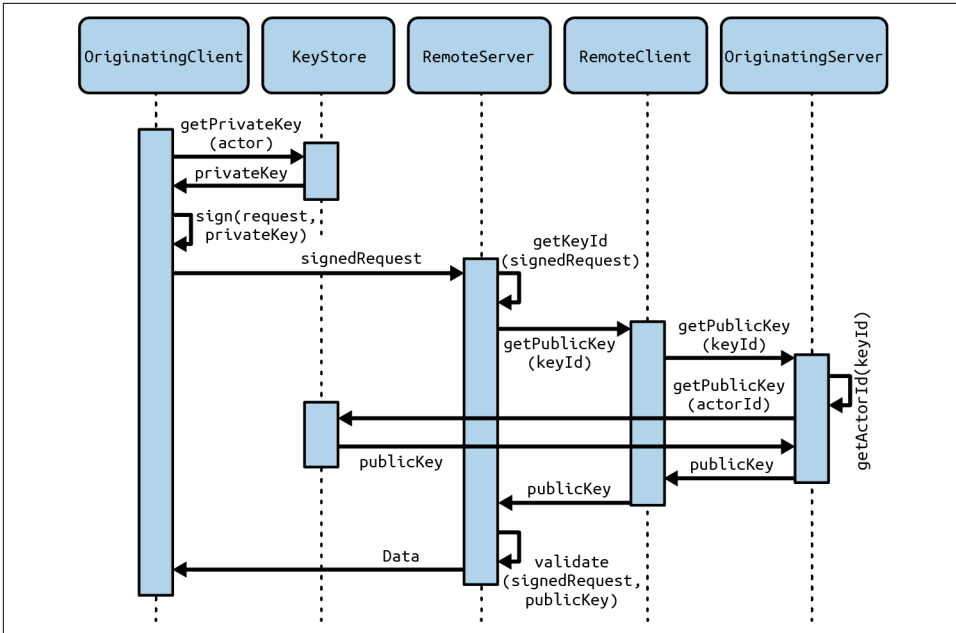 OriginatingClient
KeyStore
RemoteServer
RemoteClient
OriginatingServer
getPrivateKey
(actor)
privateKey
sign(request,
privateKey)
signedRequest
getKeyId
(signedRequest)
getPublicKey
(keyId)
getPublicKey
(keyId)
getActorId(keyId)
getPublicKey
(actorId)
publicKey
publicKey
publicKey
validate
(signedRequest,
publicKey)
Data